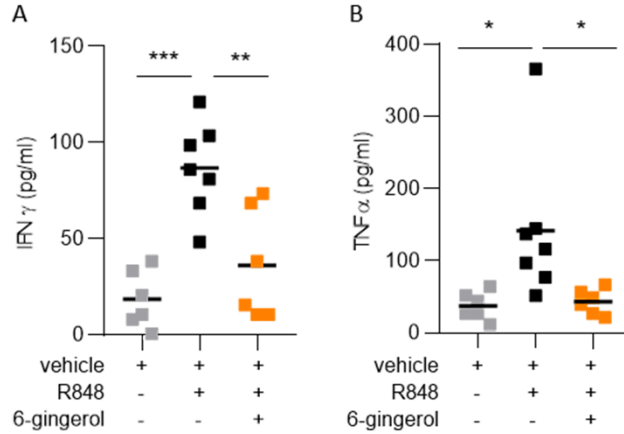 A
IFN γ (pg/ml)
150
100
50
0
*** **
vehicle + + +
R848 - + +
6-gingerol - - +
B
TNF α (pg/ml)
400
300
200
100
0
* *
vehicle + + +
R848 - + +
6-gingerol - - +